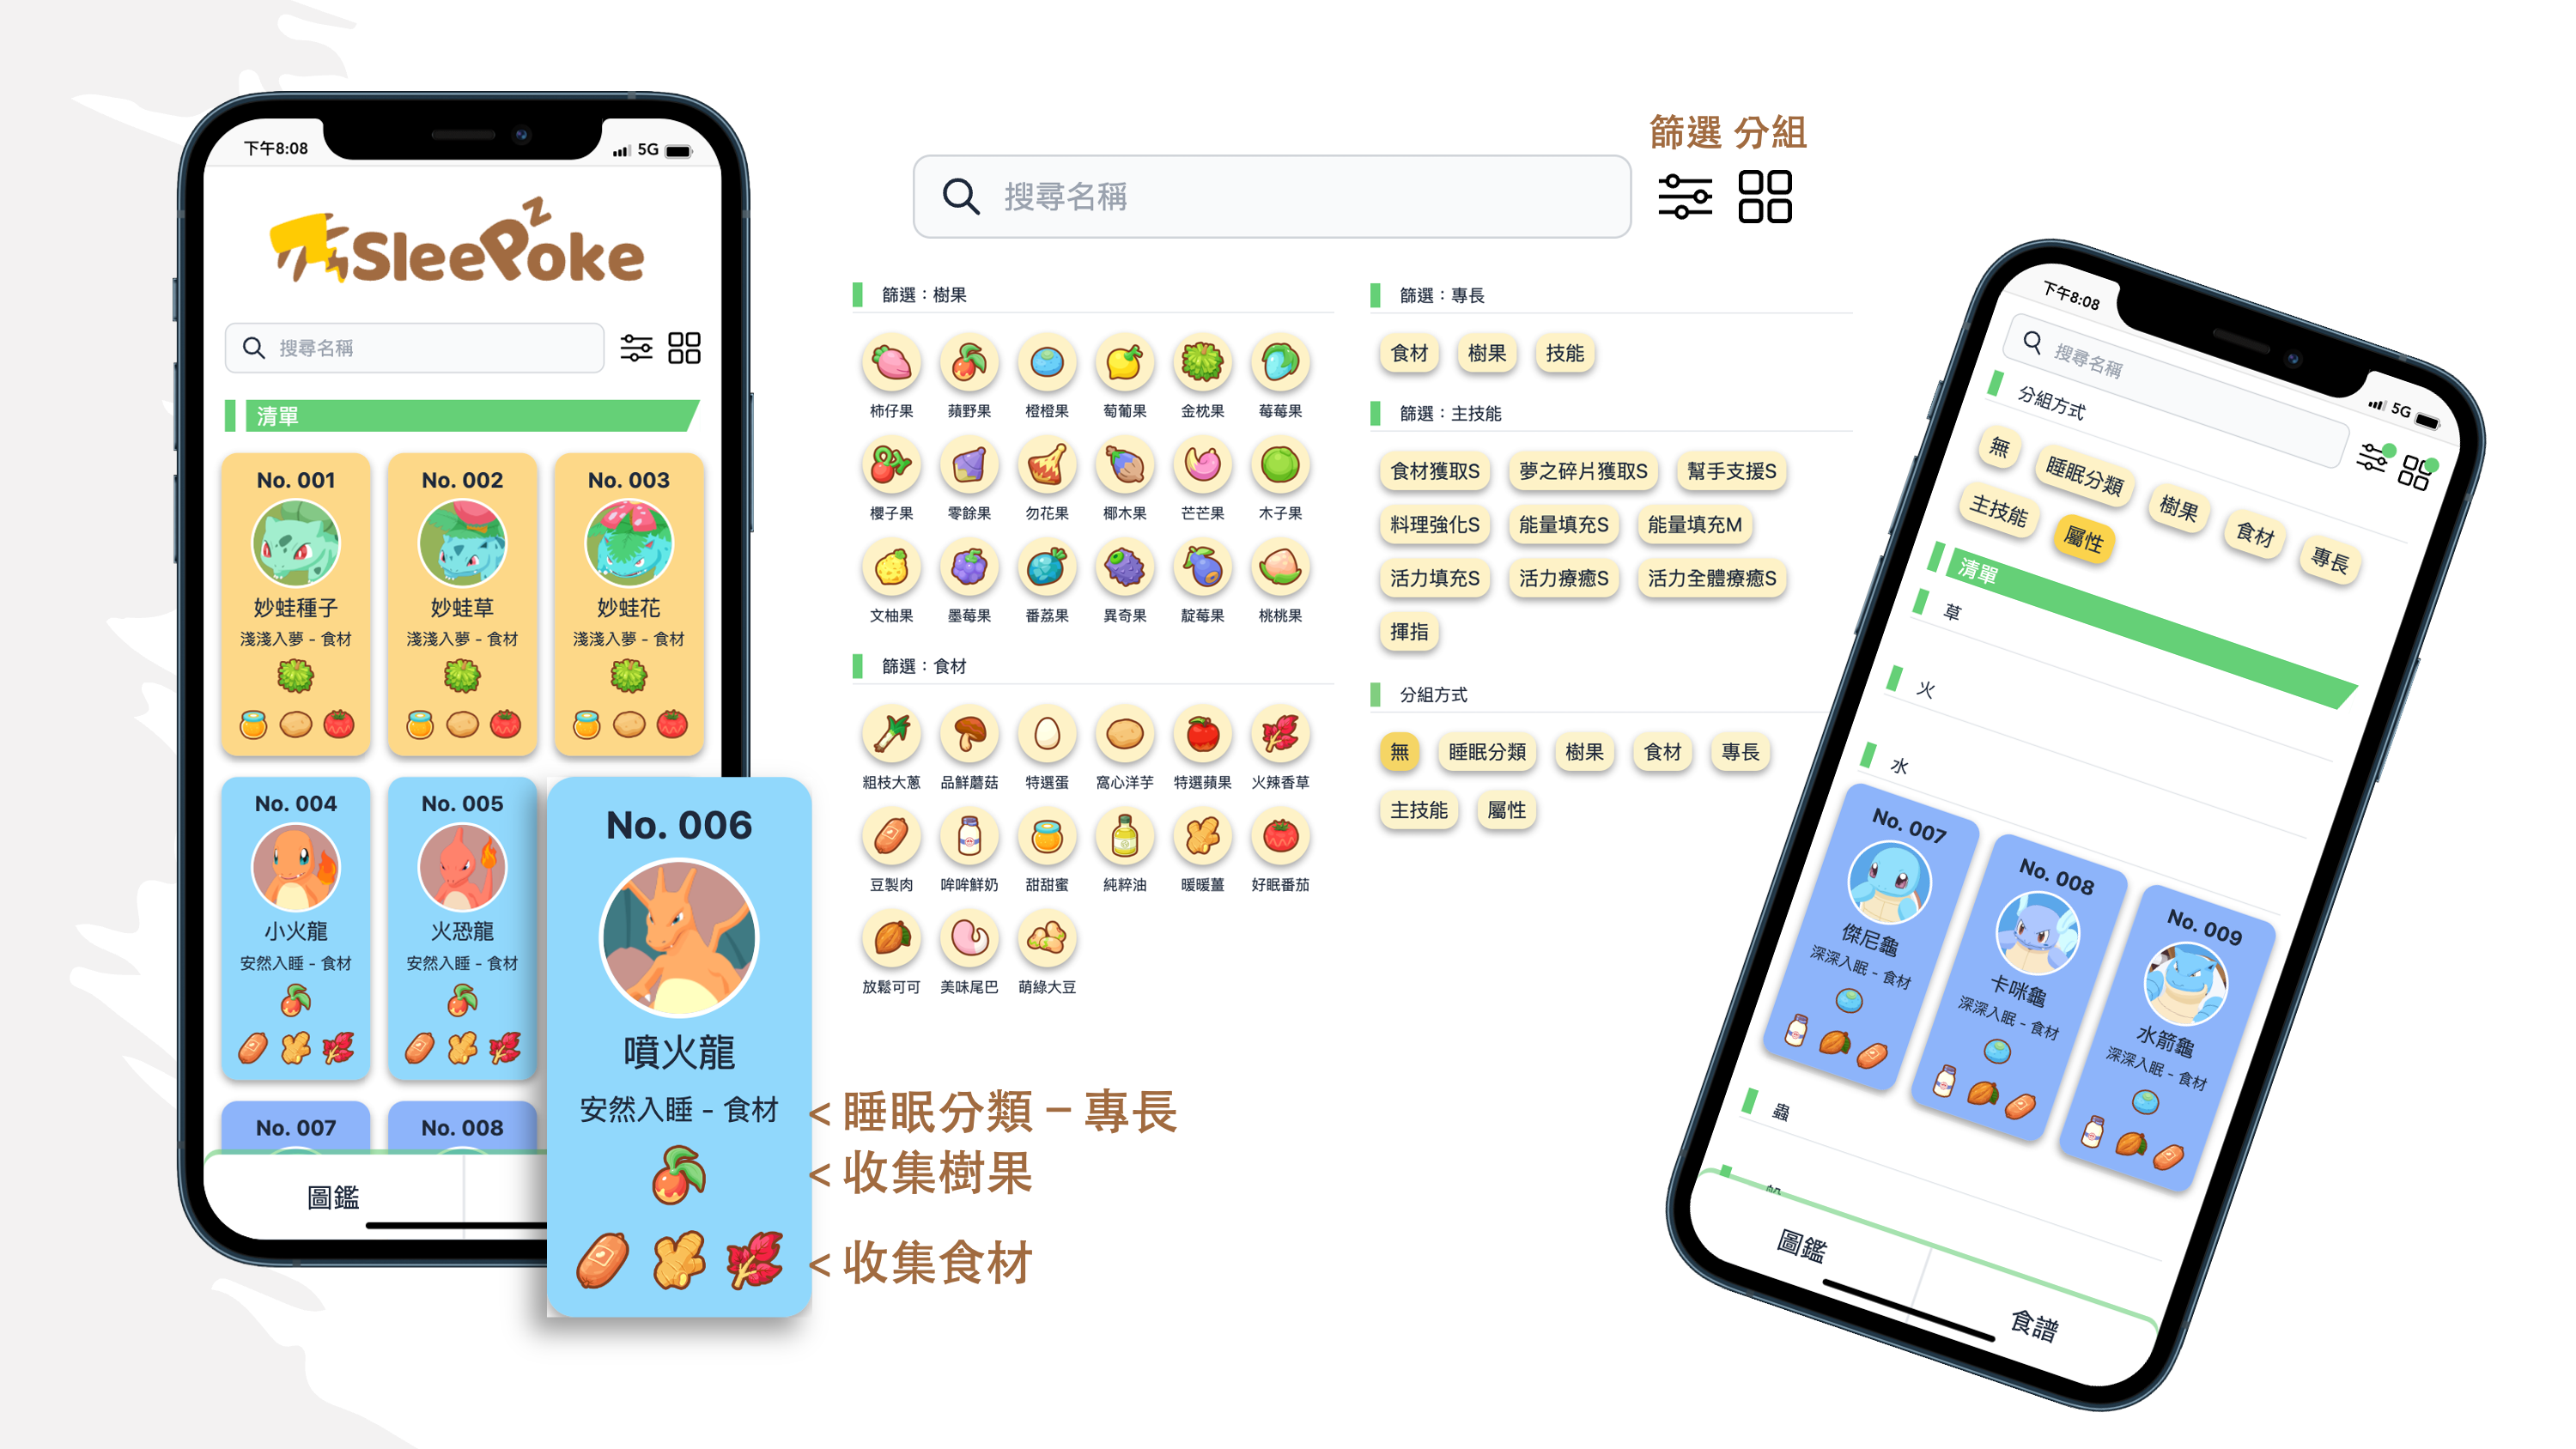 下午8:08
5G
SleePoke
z
搜尋名稱
清單
No. 001
No. 002
No. 003
妙蛙種子
妙蛙草
妙蛙花
淺淺入夢 - 食材
淺淺入夢 - 食材
淺淺入夢 - 食材
No. 004
No. 005
小火龍
火恐龍
安然入睡 - 食材
安然入睡 - 食材
No. 007
No. 008
圖鑑
No. 006
噴火龍
安然入睡 - 食材
< 睡眠分類 – 專長
< 收集樹果
< 收集食材
篩選 分組
搜尋名稱
篩選：樹果
柿仔果 蘋野果 橙橙果 萄葡果 金枕果 莓莓果
櫻子果 零餘果 勿花果 椰木果 芒芒果 木子果
文柚果 墨莓果 番荔果 異奇果 靛莓果 桃桃果
篩選：食材
粗枝大蔥 品鮮蘑菇 特選蛋 窩心洋芋 特選蘋果 火辣香草
豆製肉 哞哞鮮奶 甜甜蜜 純粹油 暖暖薑 好眠番茄
放鬆可可 美味尾巴 萌綠大豆
篩選：專長
食材 樹果 技能
篩選：主技能
食材獲取S 夢之碎片獲取S 幫手支援S
料理強化S 能量填充S 能量填充M
活力填充S 活力療癒S 活力全體療癒S
揮指
分組方式
無 睡眠分類 樹果 食材 專長
主技能 屬性
下午8:08
5G
搜尋名稱
分組方式
無 睡眠分類 樹果 食材 專長
主技能 屬性
清單
草
火
水
No. 007
No. 008
No. 009
傑尼龜
卡咪龜
水箭龜
深深入眠 - 食材
深深入眠 - 食材
深深入眠 - 食材
蟲
圖鑑
食譜